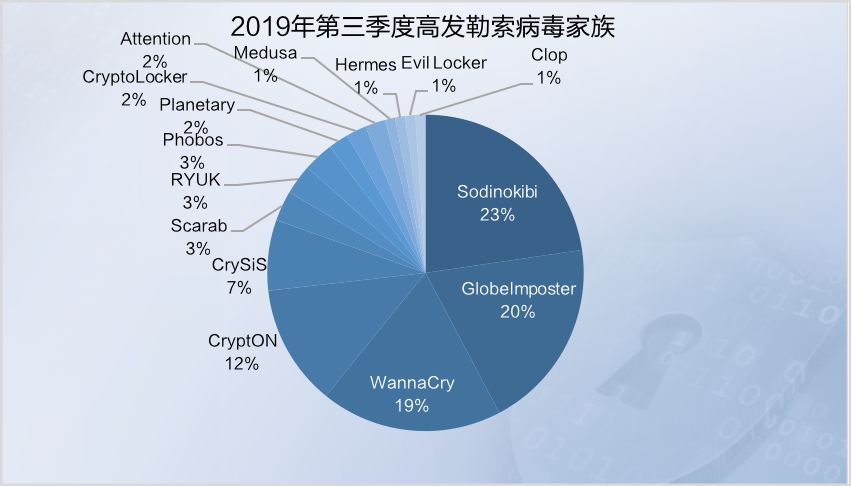 2019年第三季度高发勒索病毒家族
Attention
2%
Medusa
1%
Hermes
1%
Evil Locker
1%
Clop
1%
CryptoLocker
2%
Planetary
2%
Phobos
3%
RYUK
3%
Scarab
3%
CrySiS
7%
CryptON
12%
WannaCry
19%
GlobeImposter
20%
Sodinokibi
23%